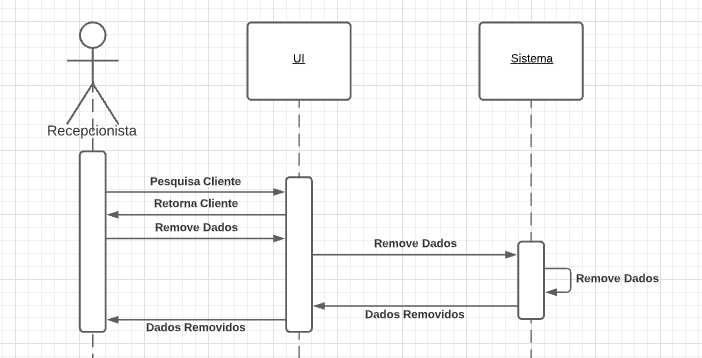 UI
Sistema
Recepcionista
Pesquisa Cliente
Retorna Cliente
Remove Dados
Remove Dados
Remove Dados
Dados Removidos
Dados Removidos